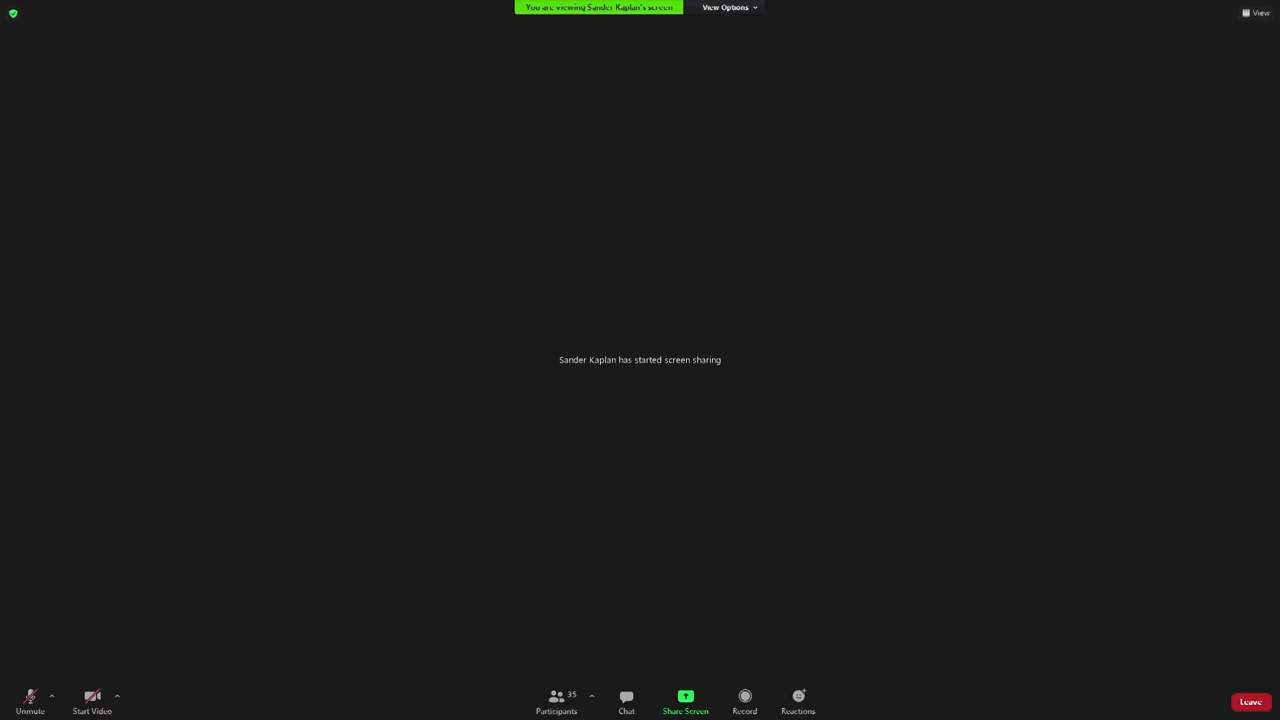 You are viewing Sander Kaplan's screen
View Options
View
Sander Kaplan has started screen sharing
Unmute
Start Video
35
Participants
Chat
Share Screen
Record
Reactions
Leave